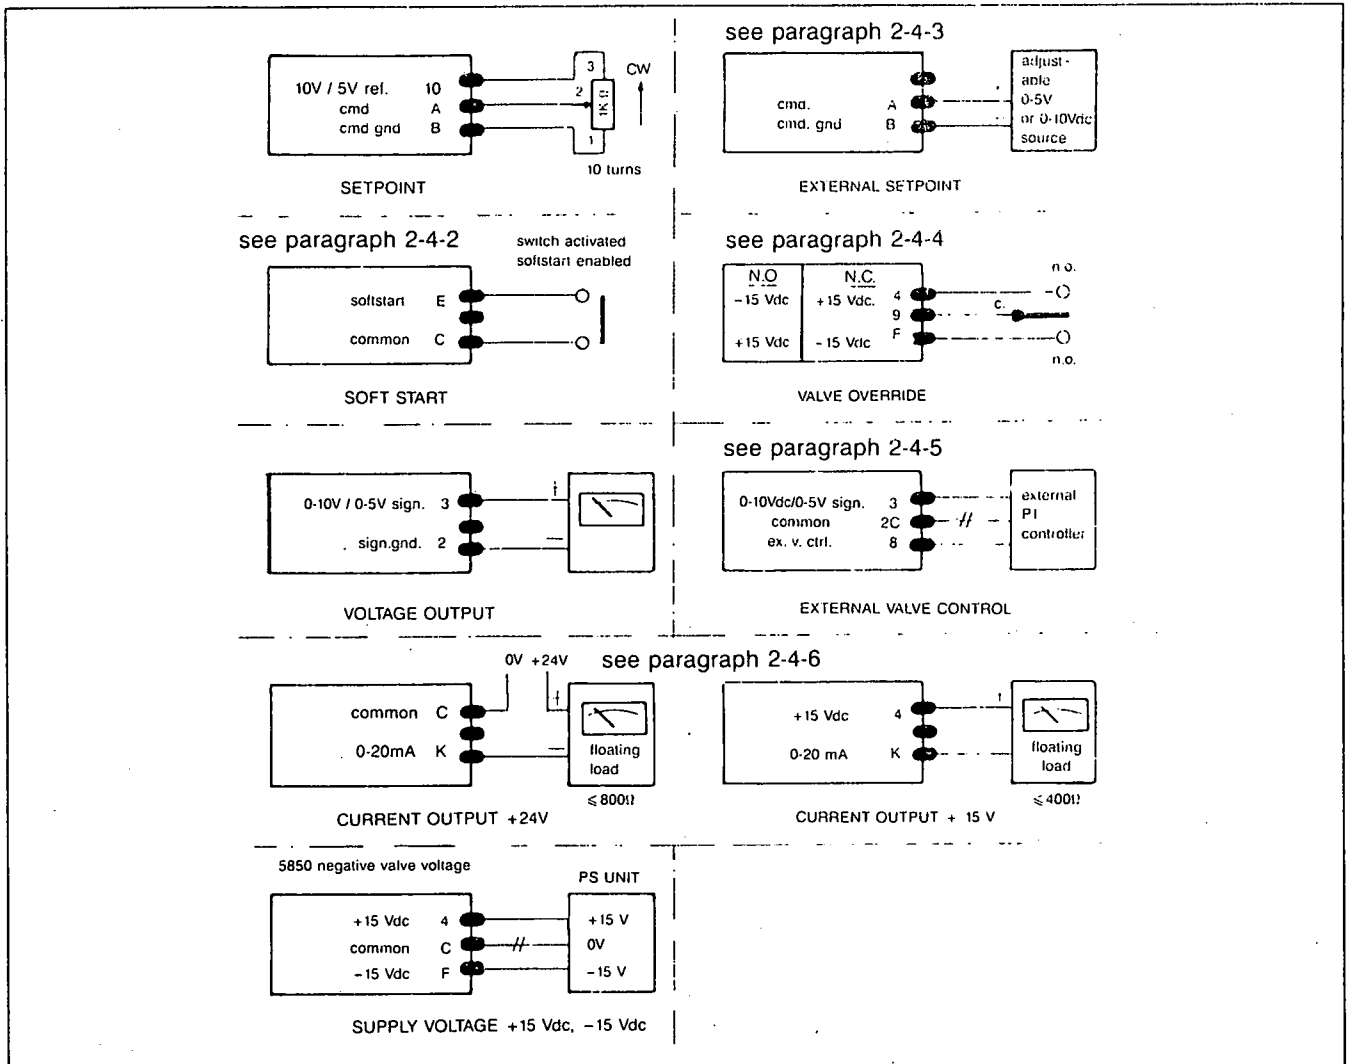 10V / 5V rel. 10
cmd A
cmd gnd B
3
2
1
1K Ω
CW
10 turns
SETPOINT
see paragraph 2-4-3
cmd. A
cmd. gnd B
adjust-
able
0-5V
or 0-10Vdc
source
EXTERNAL SETPOINT
see paragraph 2-4-2
switch activated
softstart enabled
softstart E
common C
SOFT START
see paragraph 2-4-4
N.O N.C.
-15 Vdc +15 Vdc. 4
9
+15 Vdc -15 Vdc F
n.o.
c.
n.o.
VALVE OVERRIDE
0-10V / 0-5V sign. 3
sign.gnd. 2
+
−
VOLTAGE OUTPUT
see paragraph 2-4-5
0-10Vdc/0-5V sign. 3
common 2C
ex. v. ctrl. 8
external
PI
controller
EXTERNAL VALVE CONTROL
see paragraph 2-4-6
0V +24V
common C
0-20mA K
+
−
floating
load
≤800Ω
CURRENT OUTPUT +24V
+15 Vdc 4
0-20 mA K
floating
load
≤400Ω
CURRENT OUTPUT + 15 V
5850 negative valve voltage
PS UNIT
+15 Vdc 4
common C
-15 Vdc F
+15 V
0V
-15 V
SUPPLY VOLTAGE +15 Vdc, -15 Vdc